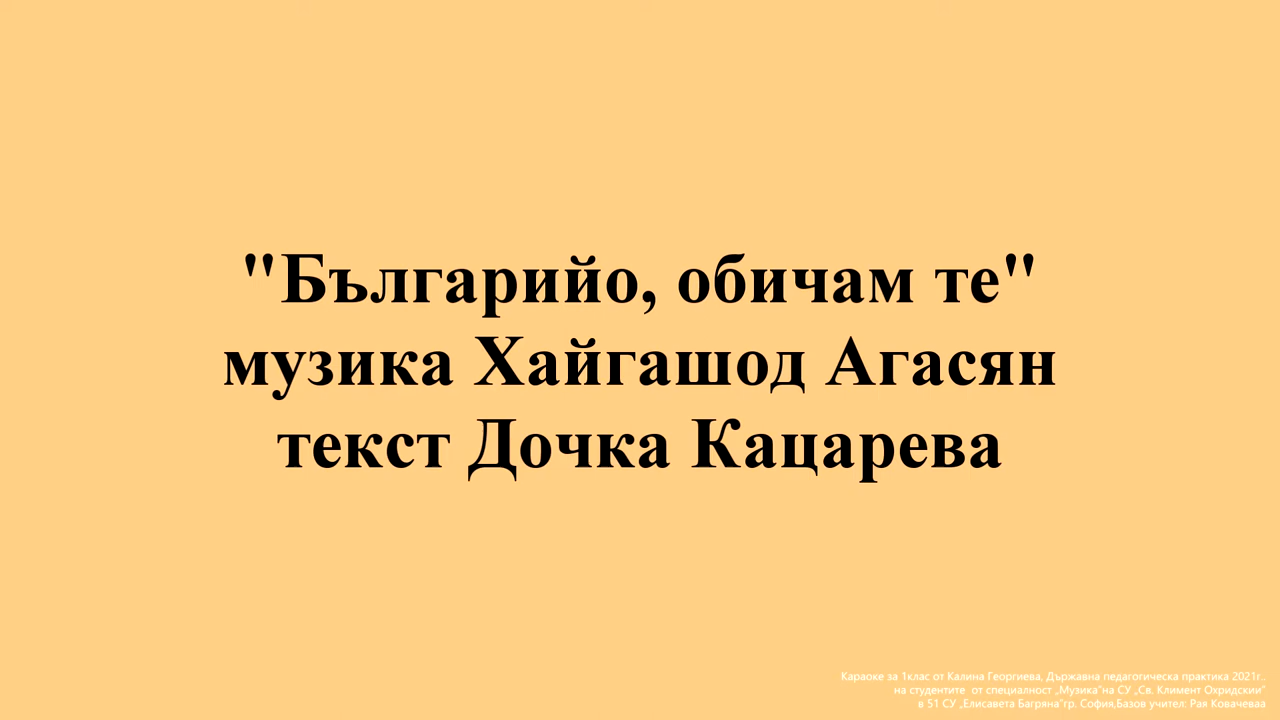 "Българийо, обичам те"
музика Хайгашод Агасян
текст Дочка Кацарева
Караоке за 1клас от Калина Георгиева, Държавна педагогическа практика 2021г..
на студентите от специалност „Музика"на СУ „Св. Климент Охридскии"
в 51 СУ „Елисавета Багряна"гр. София,Базов учител: Рая Ковачеваа